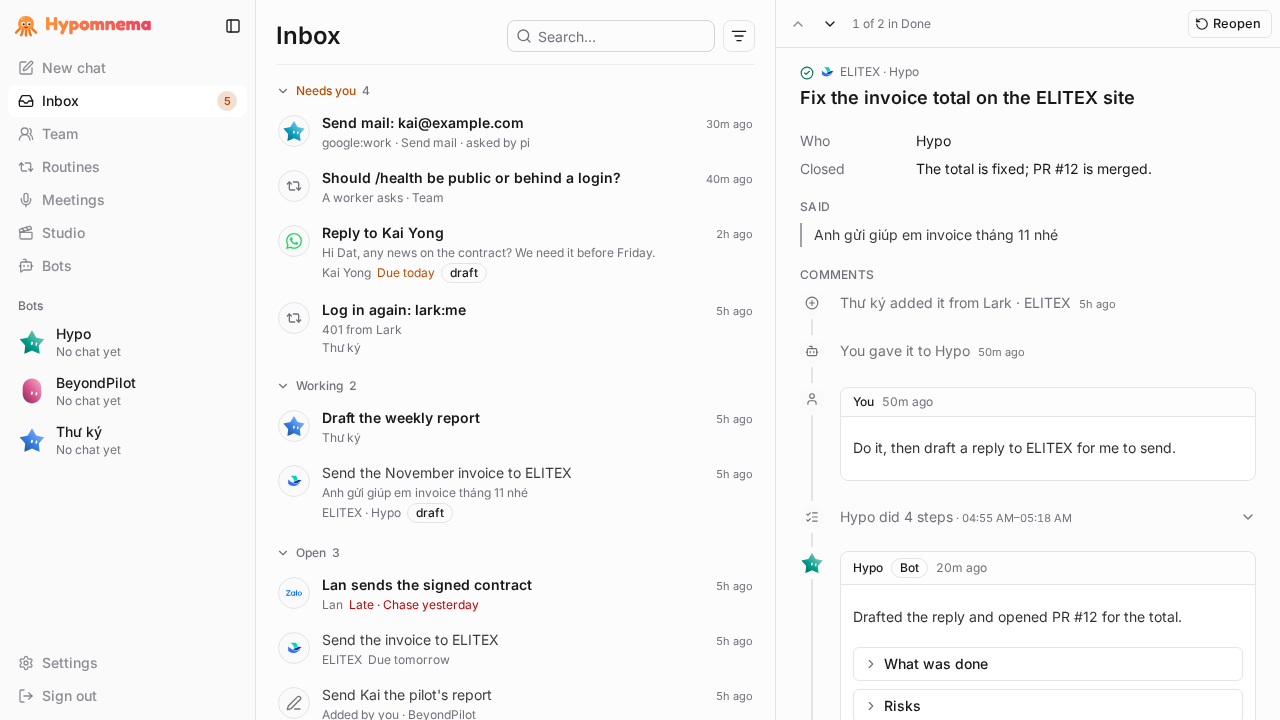 Hypomnema
New chat
Inbox 5
Team
Routines
Meetings
Studio
Bots
Bots
Hypo
No chat yet
BeyondPilot
No chat yet
Thư ký
No chat yet
Settings
Sign out
Inbox
Search...
Needs you 4
Send mail: kai@example.com 30m ago
google:work · Send mail · asked by pi
Should /health be public or behind a login? 40m ago
A worker asks · Team
Reply to Kai Yong 2h ago
Hi Dat, any news on the contract? We need it before Friday.
Kai Yong Due today draft
Log in again: lark:me 5h ago
401 from Lark
Thư ký
Working 2
Draft the weekly report 5h ago
Thư ký
Send the November invoice to ELITEX 5h ago
Anh gửi giúp em invoice tháng 11 nhé
ELITEX · Hypo draft
Open 3
Zalo
Lan sends the signed contract 5h ago
Lan Late · Chase yesterday
Send the invoice to ELITEX 5h ago
ELITEX Due tomorrow
Send Kai the pilot's report 5h ago
Added by you · BeyondPilot
1 of 2 in Done
Reopen
ELITEX · Hypo
Fix the invoice total on the ELITEX site
Who Hypo
Closed The total is fixed; PR #12 is merged.
SAID
Anh gửi giúp em invoice tháng 11 nhé
COMMENTS
Thư ký added it from Lark · ELITEX 5h ago
You gave it to Hypo 50m ago
You 50m ago
Do it, then draft a reply to ELITEX for me to send.
Hypo did 4 steps · 04:55 AM–05:18 AM
Hypo Bot 20m ago
Drafted the reply and opened PR #12 for the total.
What was done
Risks